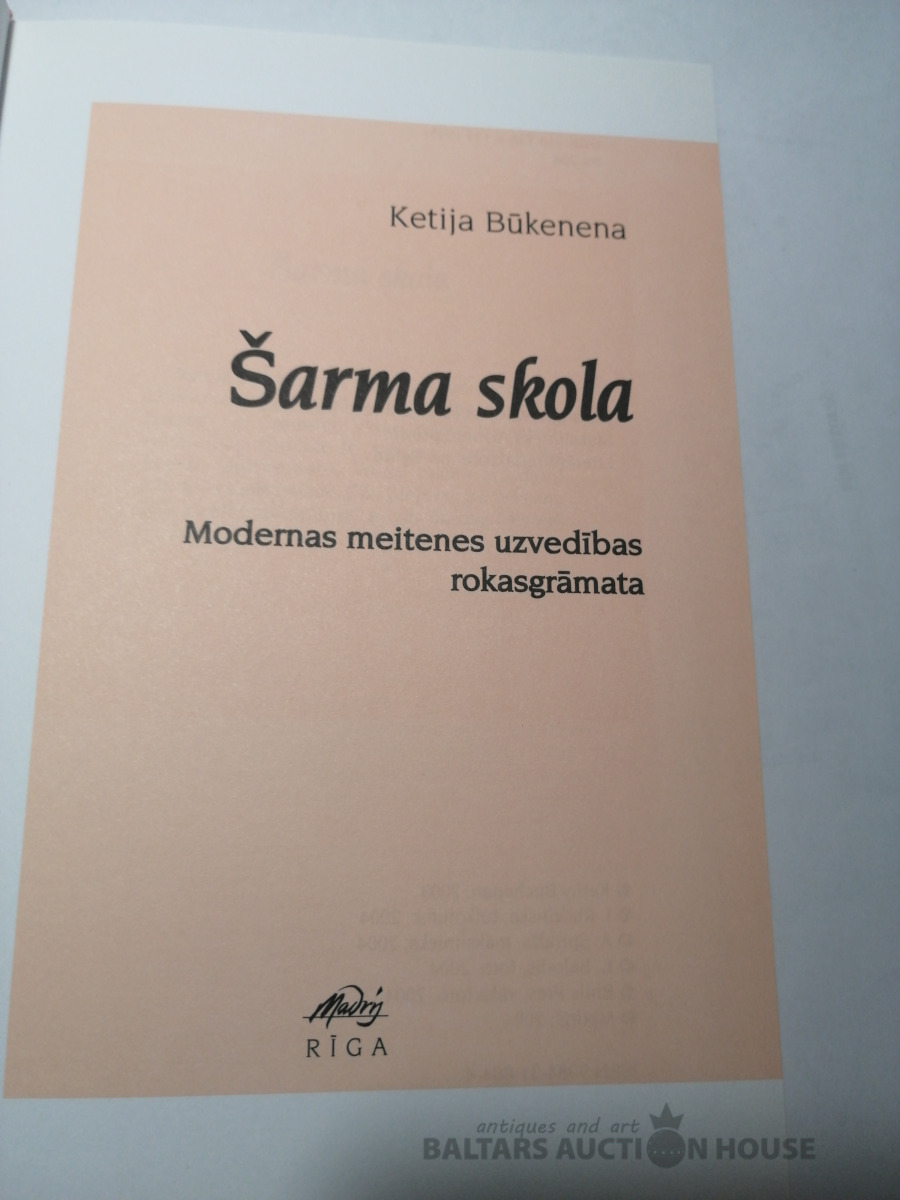 Ketija Būkenena
Šarma skola
Modernas meitenes uzvedības
rokasgrāmata
Madris
RĪGA
antiques and art
BALTARS AUCTION HOUSE